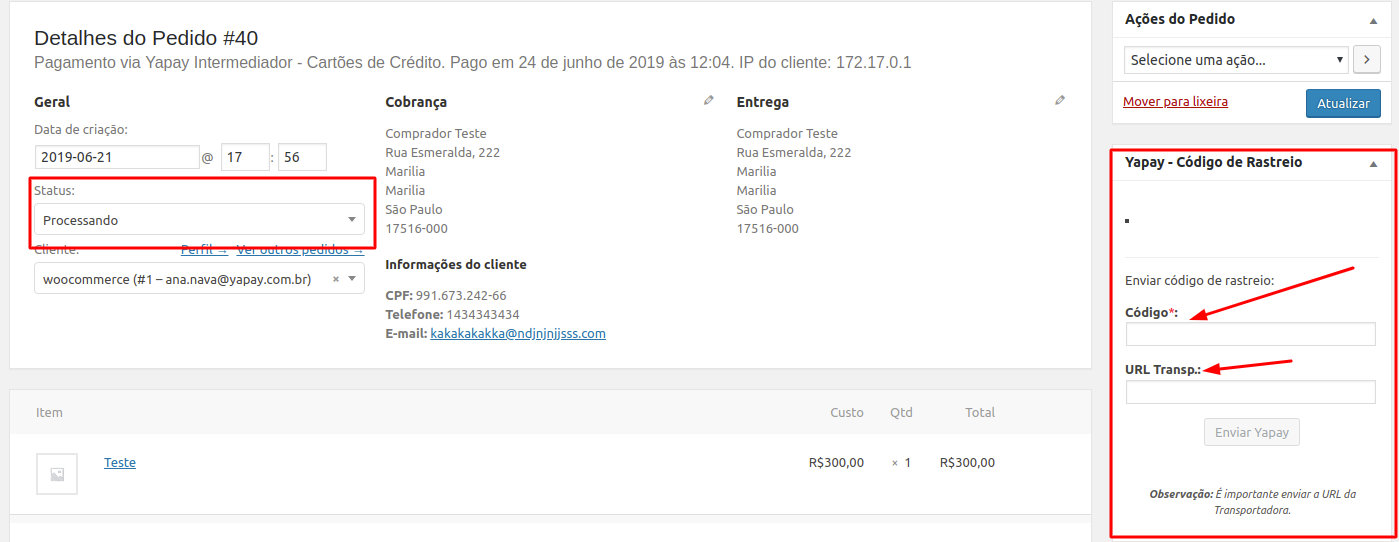 Detalhes do Pedido #40
Pagamento via Yapay Intermediador - Cartões de Crédito. Pago em 24 de junho de 2019 às 12:04. IP do cliente: 172.17.0.1
Geral
Data de criação:
2019-06-21 @ 17 : 56
Status:
Processando
Cliente: Perfil → Ver outros pedidos →
woocommerce (#1 – ana.nava@yapay.com.br) ×
Cobrança
Comprador Teste
Rua Esmeralda, 222
Marilia
Marilia
São Paulo
17516-000
Informações do cliente
CPF: 991.673.242-66
Telefone: 1434343434
E-mail: kakakakakka@ndjnjnjjsss.com
Entrega
Comprador Teste
Rua Esmeralda, 222
Marilia
Marilia
São Paulo
17516-000
Item Custo Qtd Total
Teste R$300,00 × 1 R$300,00
Ações do Pedido
Selecione uma ação...
Mover para lixeira Atualizar
Yapay - Código de Rastreio
Enviar código de rastreio:
Código*:
URL Transp.:
Enviar Yapay
Observação: É importante enviar a URL da
Transportadora.